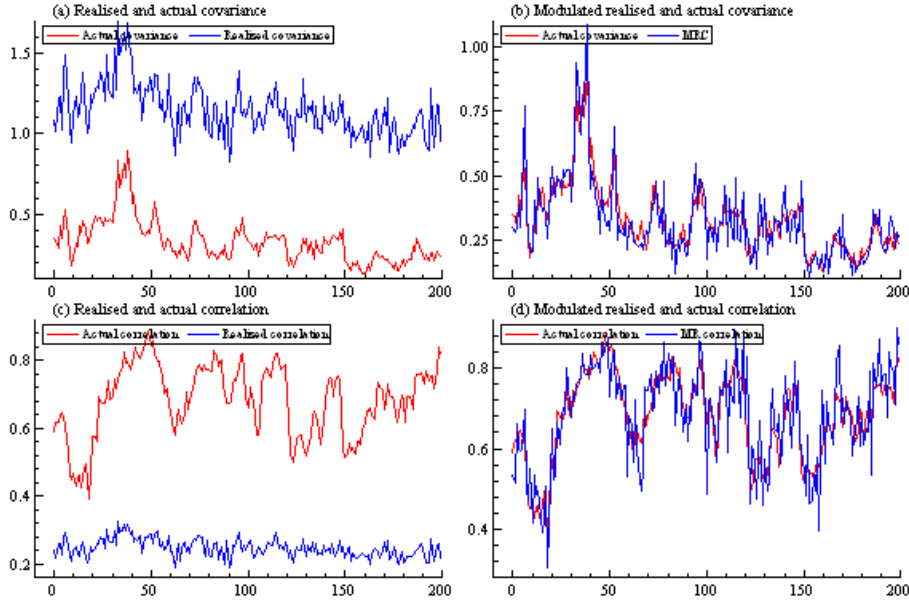 (a) Realised and actual covariance
Actual covariance Realised covariance
1.5
1.0
0.5
0 50 100 150 200
(b) Modulated realised and actual covariance
Actual covariance MRC
1.00
0.75
0.50
0.25
0 50 100 150 200
(c) Realised and actual correlation
Actual correlation Realised correlation
0.8
0.6
0.4
0.2
0 50 100 150 200
(d) Modulated realised and actual correlation
Actual correlation MR correlation
0.8
0.6
0.4
0 50 100 150 200